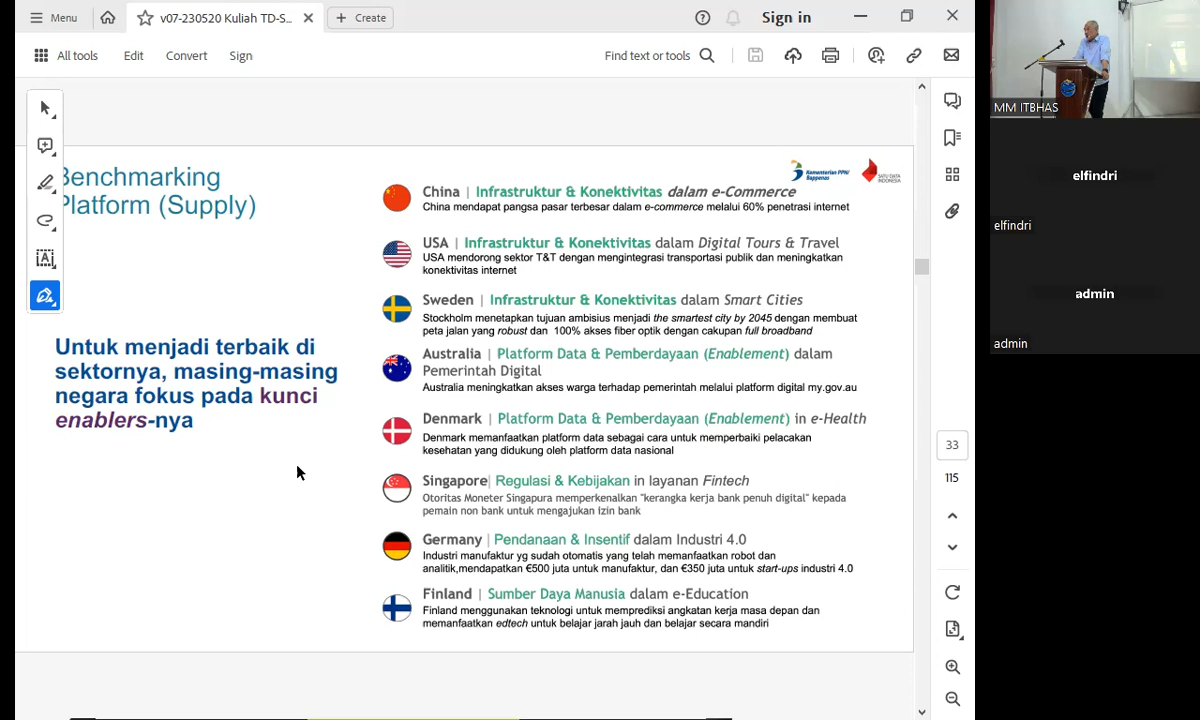 Menu
v07-230520 Kuliah TD-S...
Create
Sign in
All tools
Edit
Convert
Sign
Find text or tools
Benchmarking
Platform (Supply)
Untuk menjadi terbaik di
sektornya, masing-masing
negara fokus pada kunci
enablers-nya
Kementerian PPN/
Bappenas
SATU DATA
INDONESIA
China | Infrastruktur & Konektivitas dalam e-Commerce
China mendapat pangsa pasar terbesar dalam e-commerce melalui 60% penetrasi internet
USA | Infrastruktur & Konektivitas dalam Digital Tours & Travel
USA mendorong sektor T&T dengan mengintegrasi transportasi publik dan meningkatkan
konektivitas internet
Sweden | Infrastruktur & Konektivitas dalam Smart Cities
Stockholm menetapkan tujuan ambisius menjadi the smartest city by 2045 dengan membuat
peta jalan yang robust dan 100% akses fiber optik dengan cakupan full broadband
Australia | Platform Data & Pemberdayaan (Enablement) dalam
Pemerintah Digital
Australia meningkatkan akses warga terhadap pemerintah melalui platform digital my.gov.au
Denmark | Platform Data & Pemberdayaan (Enablement) in e-Health
Denmark memanfaatkan platform data sebagai cara untuk memperbaiki pelacakan
kesehatan yang didukung oleh platform data nasional
Singapore| Regulasi & Kebijakan in layanan Fintech
Otoritas Moneter Singapura memperkenalkan "kerangka kerja bank penuh digital" kepada
pemain non bank untuk mengajukan izin bank
Germany | Pendanaan & Insentif dalam Industri 4.0
Industri manufaktur yg sudah otomatis yang telah memanfaatkan robot dan
analitik,mendapatkan €500 juta untuk manufaktur, dan €350 juta untuk start-ups industri 4.0
Finland | Sumber Daya Manusia dalam e-Education
Finland menggunakan teknologi untuk memprediksi angkatan kerja masa depan dan
memanfaatkan edtech untuk belajar jarah jauh dan belajar secara mandiri
33
115
MM ITBHAS
elfindri
elfindri
admin
admin